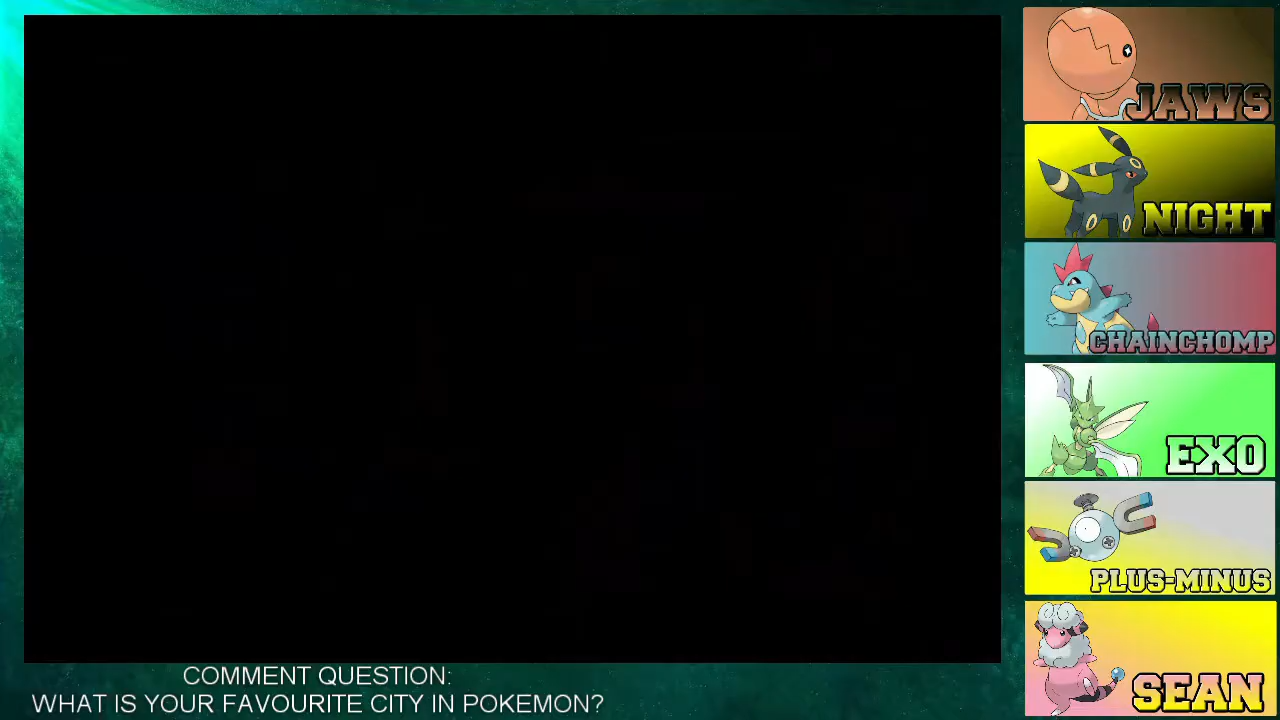 JAWS
NIGHT
CHAINCHOMP
EXO
PLUS-MINUS
SEAN
COMMENT QUESTION:
WHAT IS YOUR FAVOURITE CITY IN POKEMON?